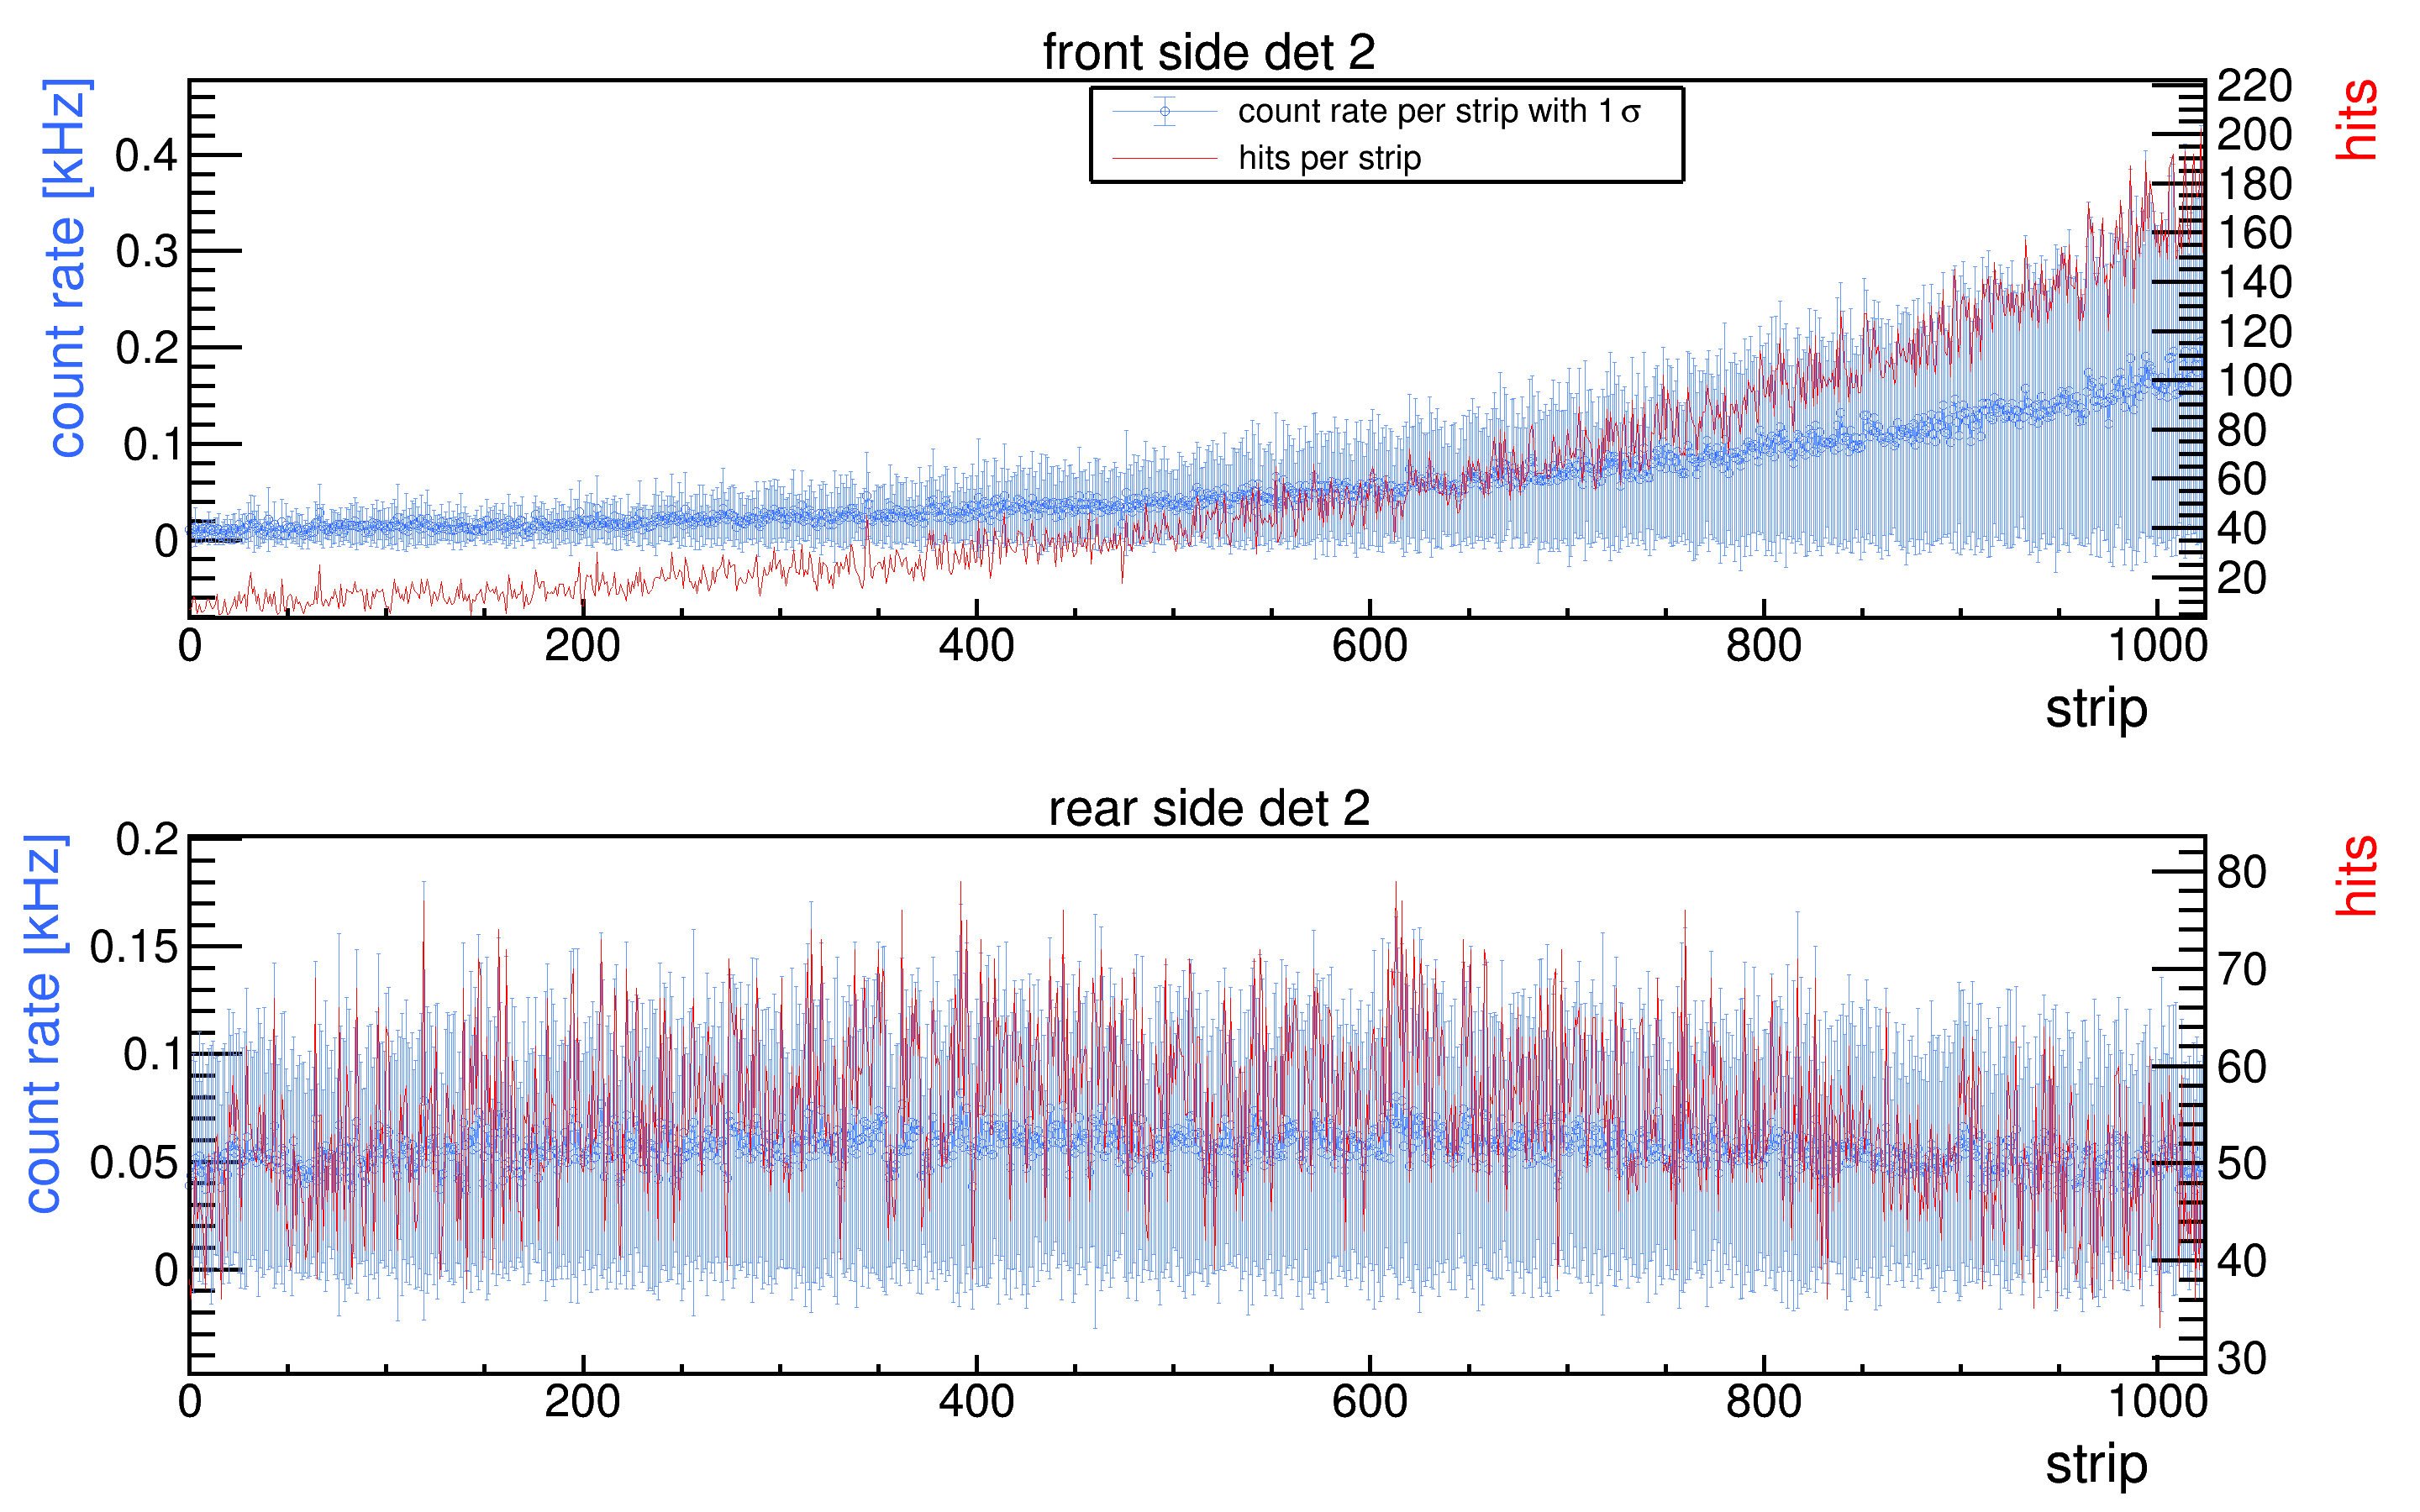 front side det 2
count rate [kHz]
hits
count rate per strip with 1 σ
hits per strip
0.4
0.3
0.2
0.1
0
220
200
180
160
140
120
100
80
60
40
20
0 200 400 600 800 1000
strip
rear side det 2
count rate [kHz]
hits
0.2
0.15
0.1
0.05
0
80
70
60
50
40
30
0 200 400 600 800 1000
strip